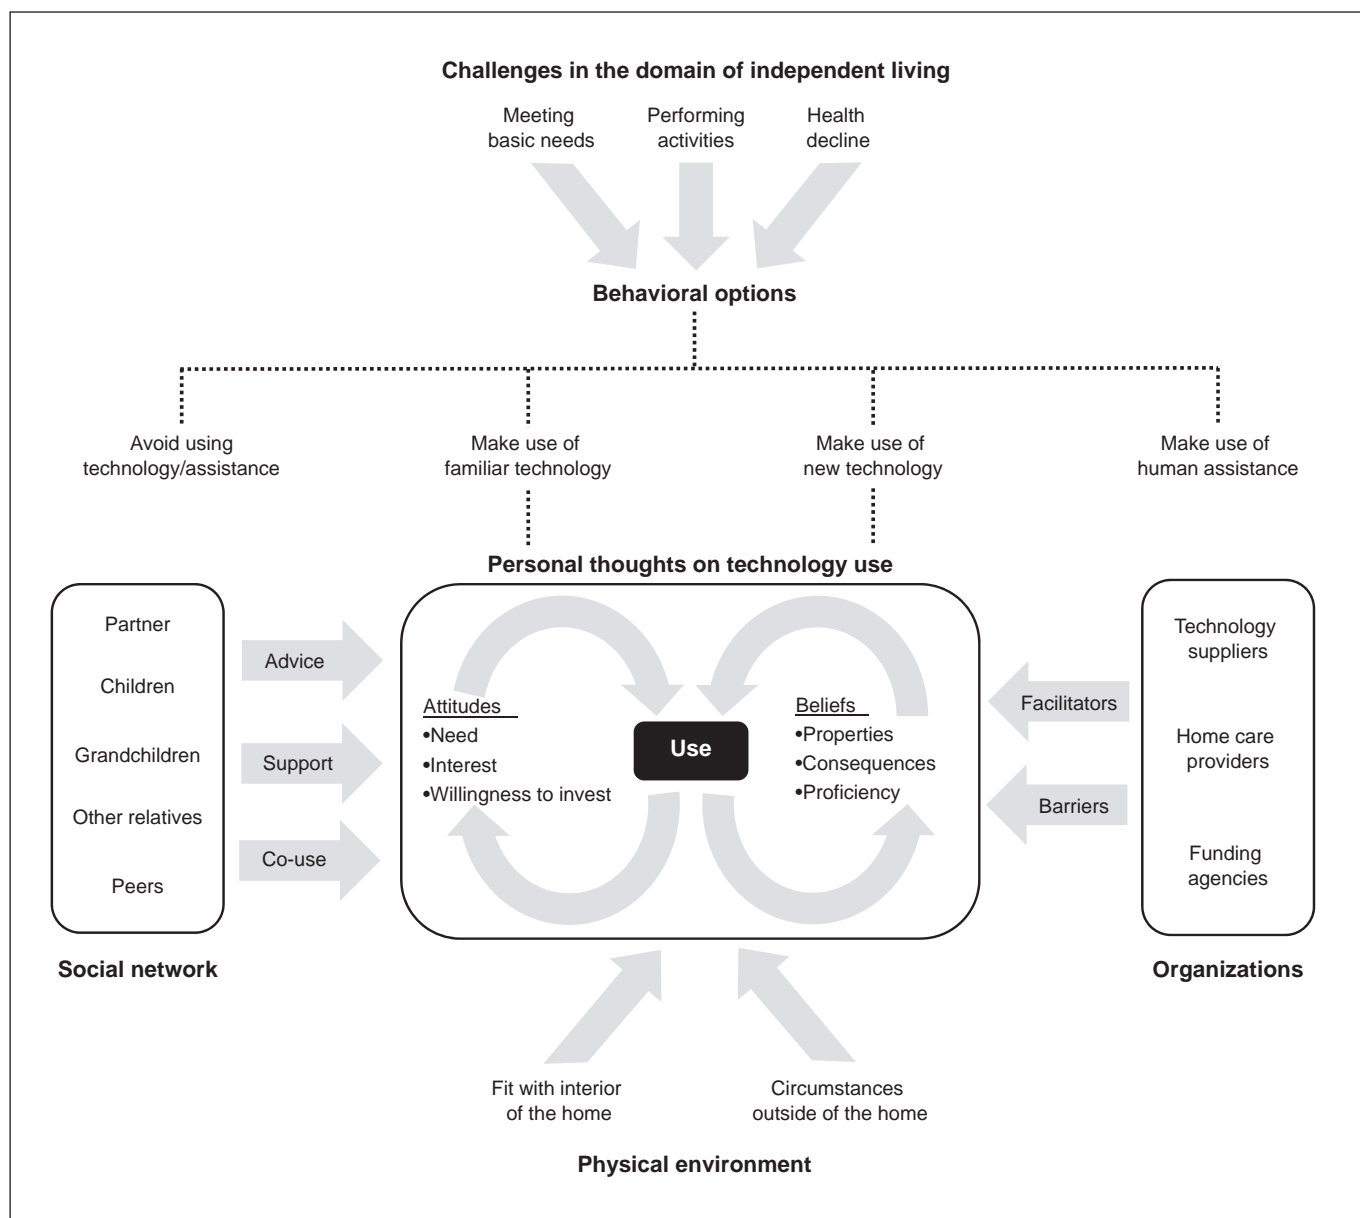 Challenges in the domain of independent living
Meeting
basic needs
Performing
activities
Health
decline
Behavioral options
Avoid using
technology/assistance
Make use of
familiar technology
Make use of
new technology
Make use of
human assistance
Personal thoughts on technology use
Partner
Children
Grandchildren
Other relatives
Peers
Social network
Advice
Support
Co-use
Attitudes
•Need
•Interest
•Willingness to invest
Use
Beliefs
•Properties
•Consequences
•Proficiency
Facilitators
Barriers
Technology
suppliers
Home care
providers
Funding
agencies
Organizations
Fit with interior
of the home
Circumstances
outside of the home
Physical environment